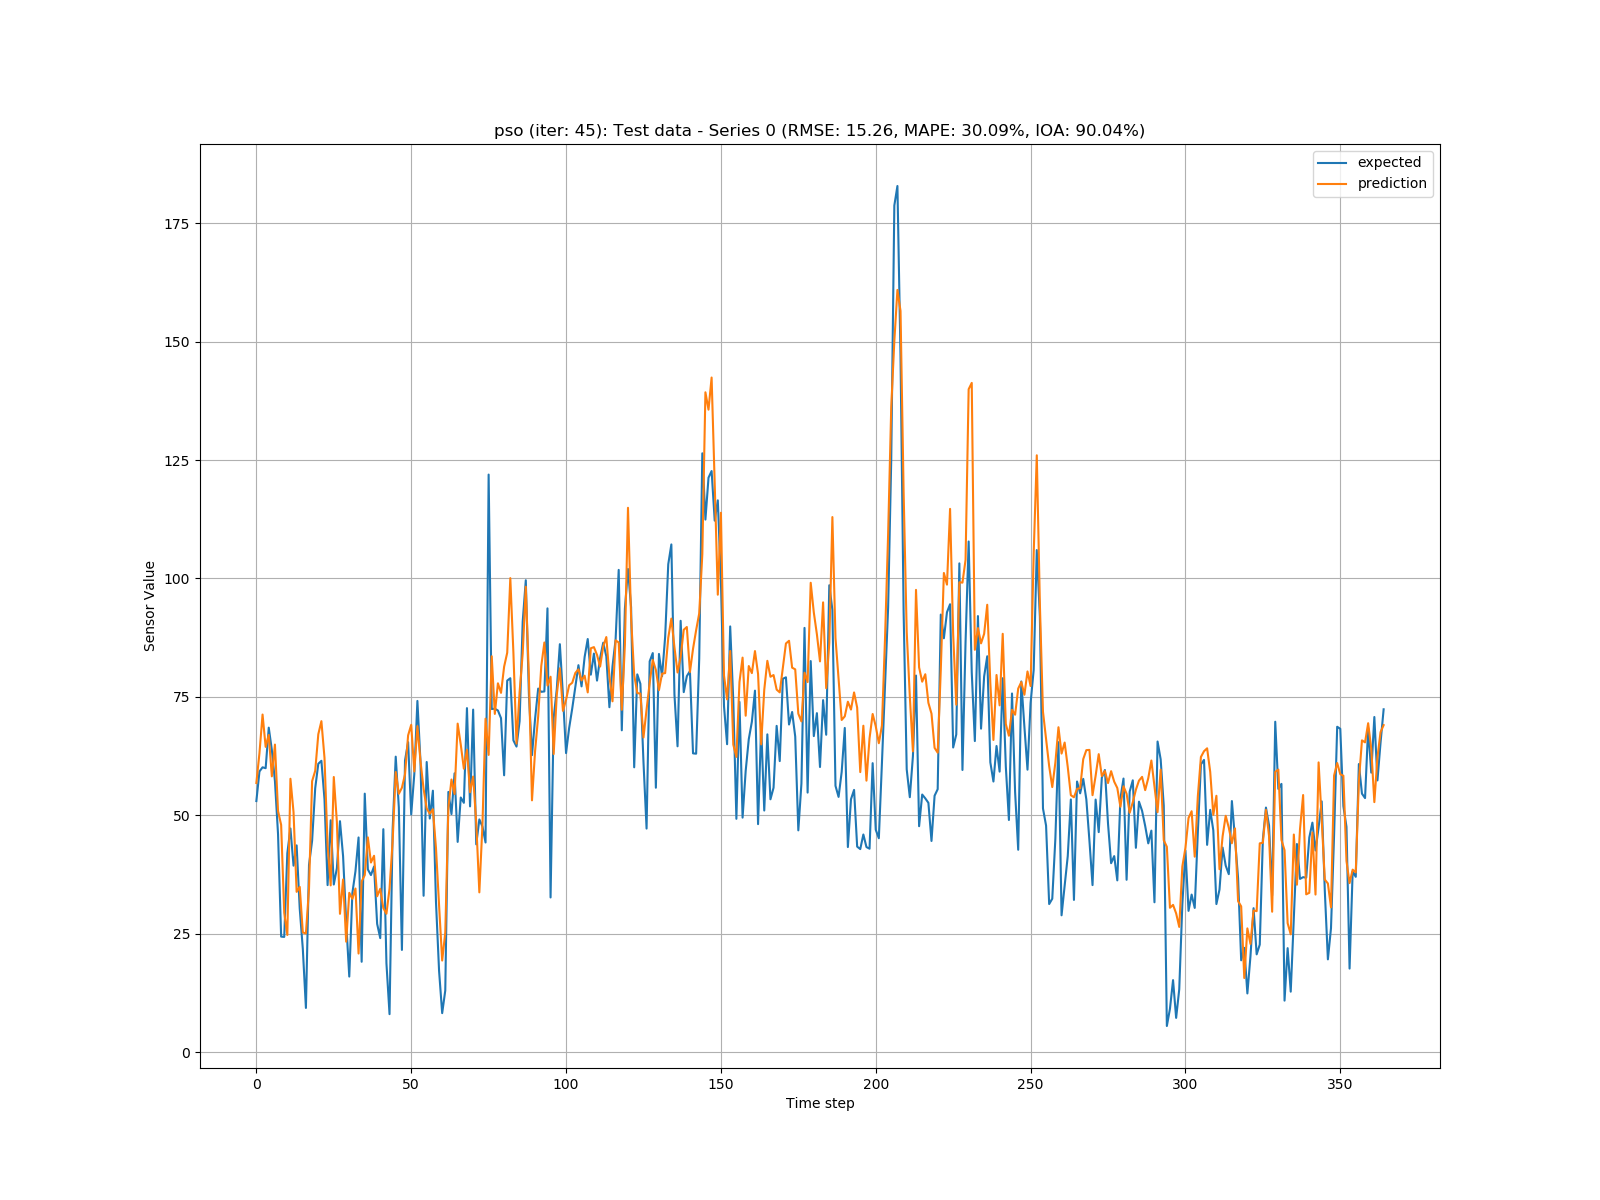 pso (iter: 45): Test data - Series 0 (RMSE: 15.26, MAPE: 30.09%, IOA: 90.04%)
expected
prediction
175
150
125
100
75
50
25
0
Sensor Value
0 50 100 150 200 250 300 350
Time step